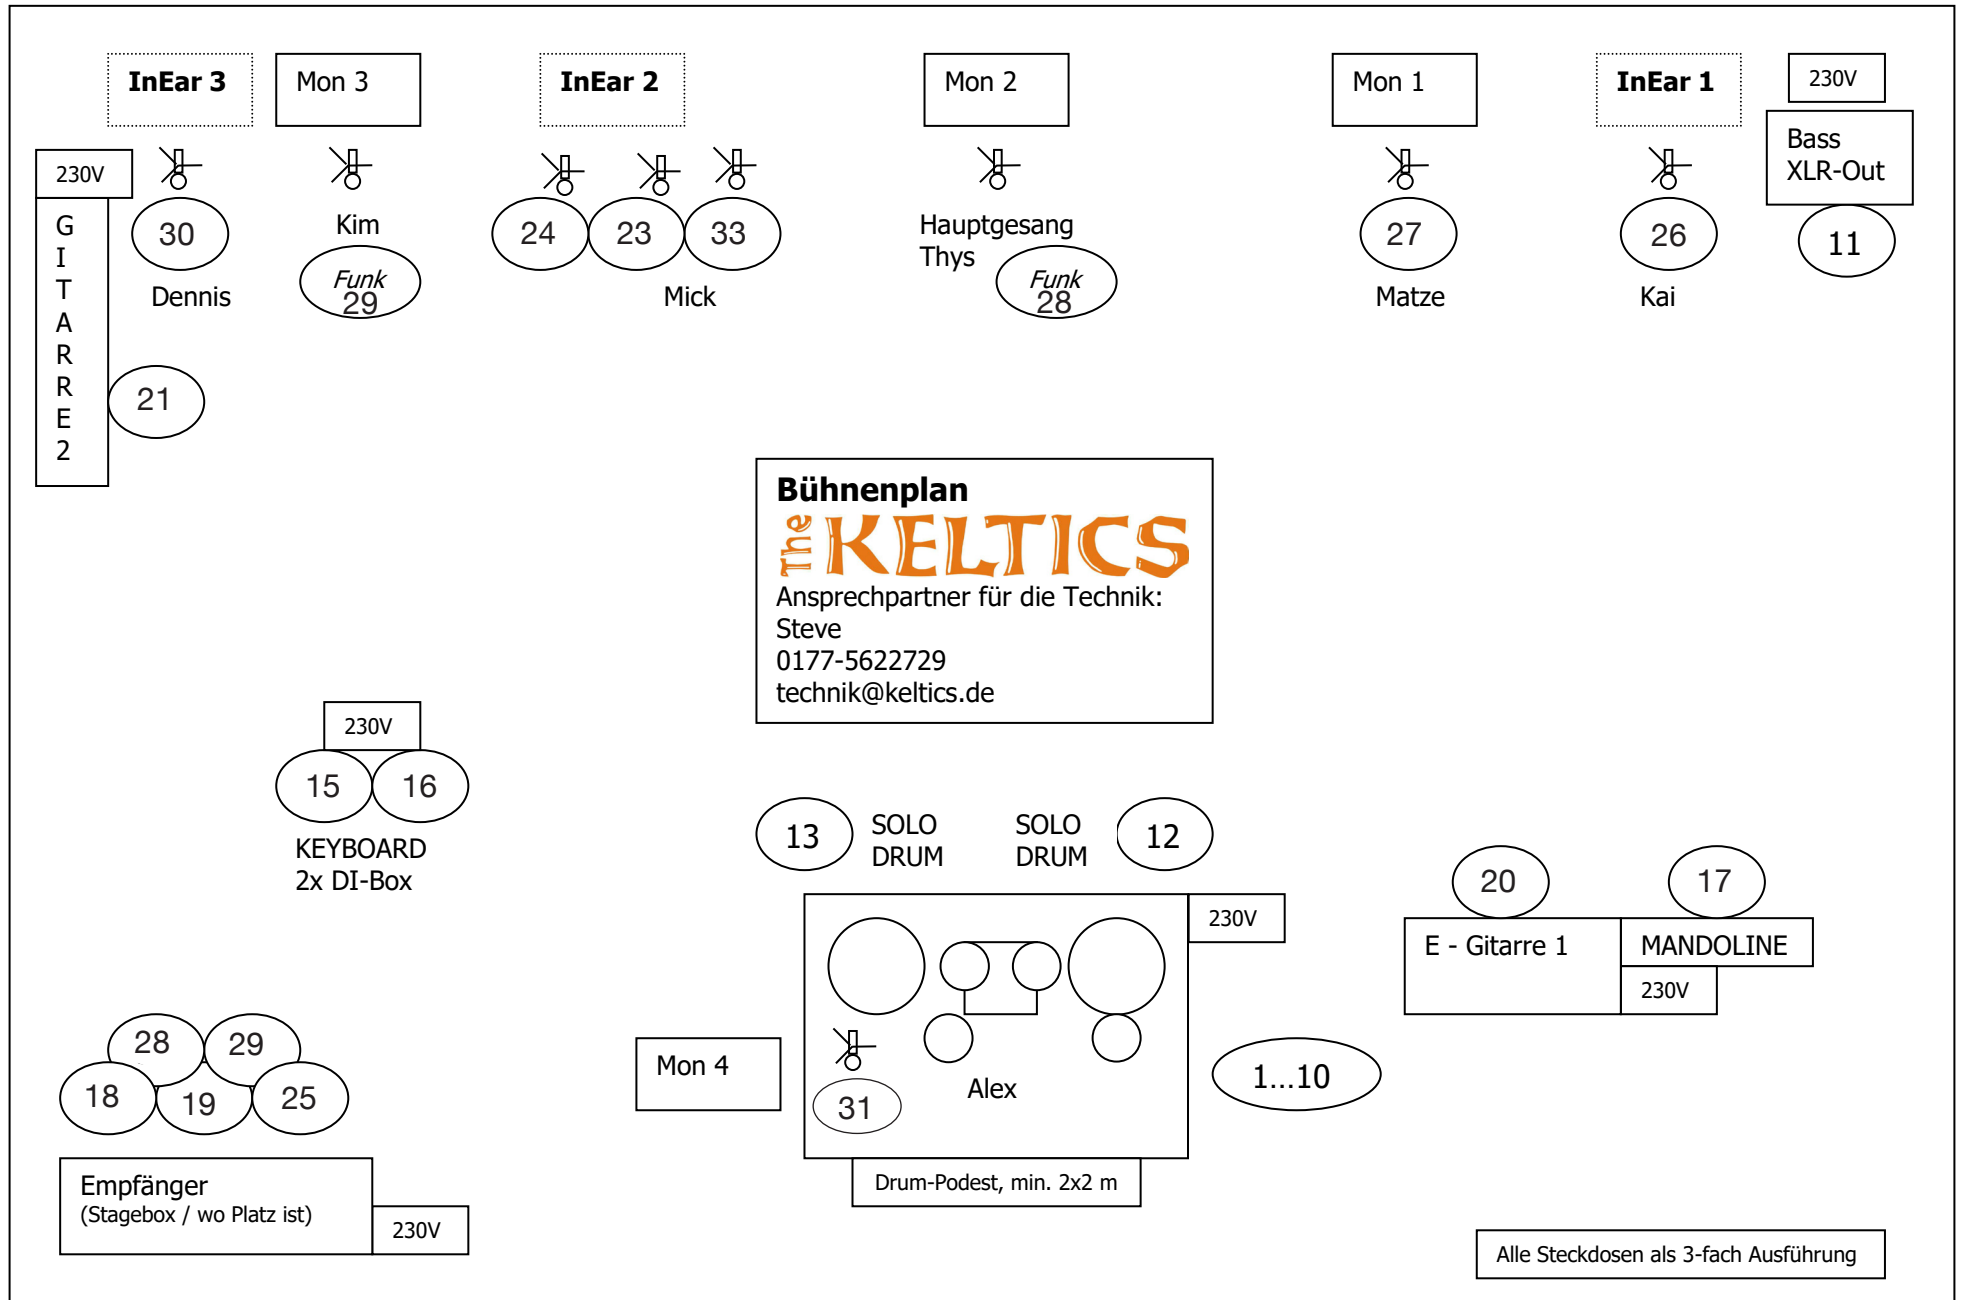 InEar 3
Mon 3
InEar 2
Mon 2
Mon 1
InEar 1
230V
Bass
XLR-Out
11
230V
GITARRE2
30
Dennis
Kim
Funk
29
24
23
33
Mick
Hauptgesang
Thys
Funk
28
27
Matze
26
Kai
21
Bühnenplan
The KELTICS
Ansprechpartner für die Technik:
Steve
0177-5622729
technik@keltics.de
230V
15
16
KEYBOARD
2x DI-Box
13
SOLO
DRUM
SOLO
DRUM
12
230V
20
17
E - Gitarre 1
MANDOLINE
230V
28
29
18
19
25
Mon 4
31
Alex
1...10
Empfänger
(Stagebox / wo Platz ist)
230V
Drum-Podest, min. 2x2 m
Alle Steckdosen als 3-fach Ausführung